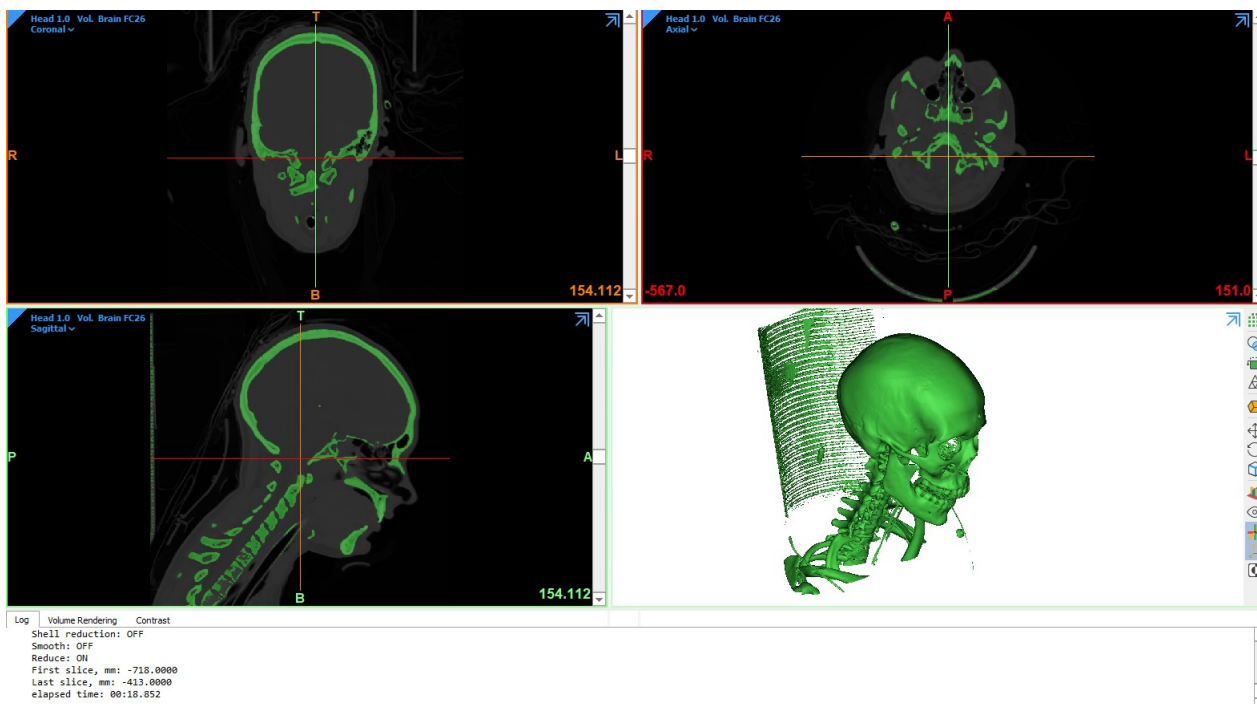 Head 1.0 Vol. Brain FC26
Coronal
T
R
L
B
154.112
Head 1.0 Vol. Brain FC26
Axial
A
R
L
P
-567.0
151.0
Head 1.0 Vol. Brain FC26
Sagittal
T
P
A
B
154.112
Log Volume Rendering Contrast
Shell reduction: OFF
Smooth: OFF
Reduce: ON
First slice, mm: -718.0000
Last slice, mm: -413.0000
elapsed time: 00:18.852